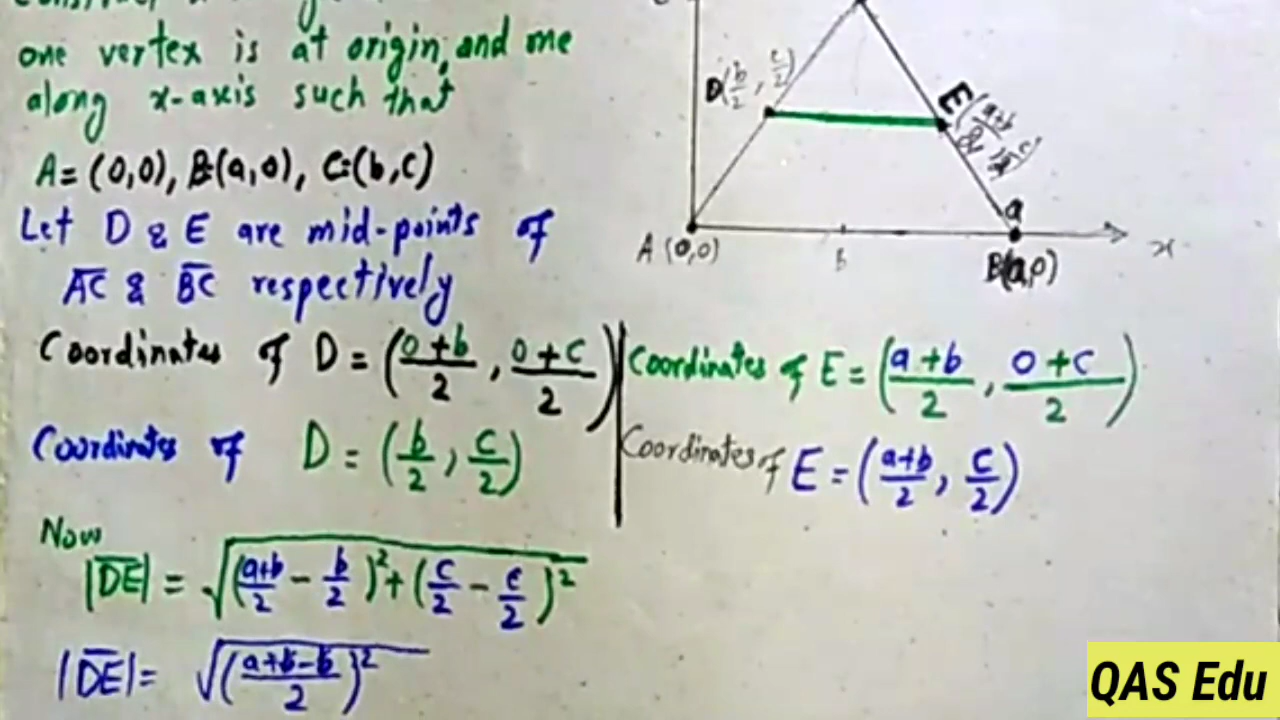 one vertex is at origin, and one
along x-axis such that
A = (0,0), B=(a,0), C=(b,c)
Let D & E are mid-points of
AC & BC respectively
Coordinates of D = (0+b/2, 0+c/2)
Coordinates of D = (b/2, c/2)
Now
|DE| = √((a+b/2 - b/2)² + (c/2 - c/2)²)
|DE| = √((a+b-b/2)²)
D(b/2, c/2)
E(a+b/2, c/2)
a
A (0,0)
B(a,0)
x
Coordinates of E = (a+b/2, 0+c/2)
Coordinates of E = (a+b/2, c/2)
QAS Edu